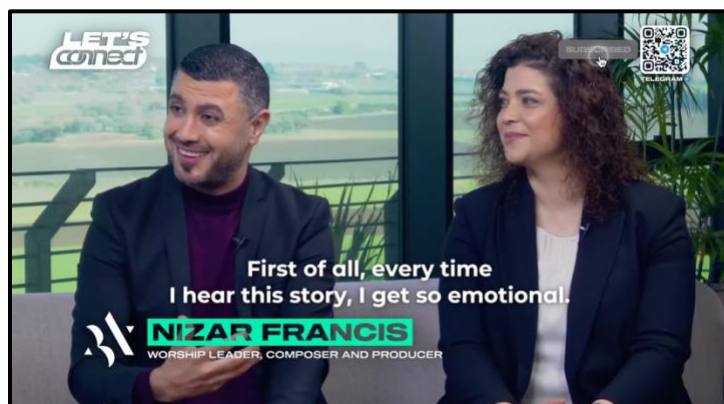 LET'S
connect
SUBSCRIBED
TELEGRAM
First of all, every time
I hear this story, I get so emotional.
NIZAR FRANCIS
WORSHIP LEADER, COMPOSER AND PRODUCER